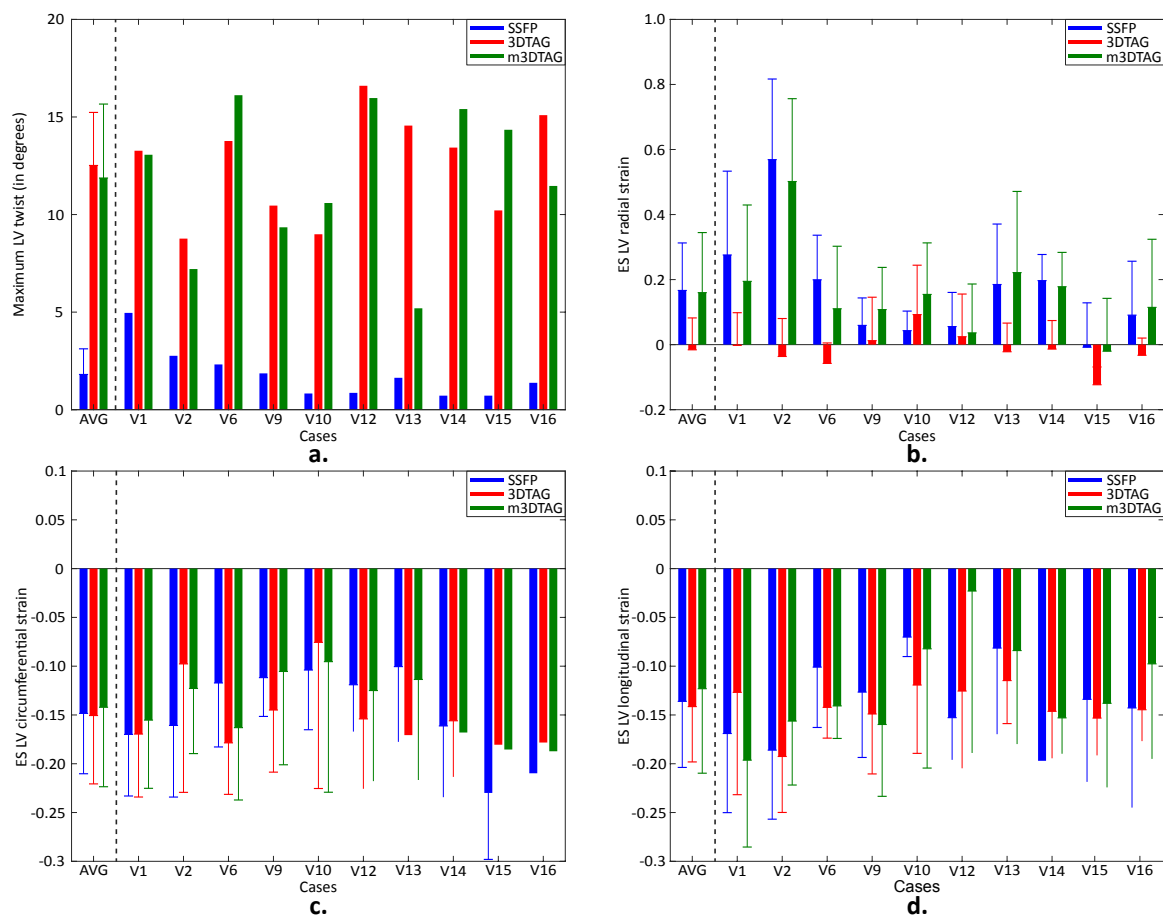 20
15
10
5
0
Maximum LV twist (in degrees)
SSFP
3DTAG
m3DTAG
AVG V1 V2 V6 V9 V10 V12 V13 V14 V15 V16
Cases
a.
1.0
0.8
0.6
0.4
0.2
0
-0.2
ES LV radial strain
SSFP
3DTAG
m3DTAG
AVG V1 V2 V6 V9 V10 V12 V13 V14 V15 V16
Cases
b.
0.1
0.05
0
-0.05
-0.10
-0.15
-0.20
-0.25
-0.3
ES LV circumferential strain
SSFP
3DTAG
m3DTAG
AVG V1 V2 V6 V9 V10 V12 V13 V14 V15 V16
Cases
c.
0.1
0.05
0
-0.05
-0.10
-0.15
-0.20
-0.25
-0.3
ES LV longitudinal strain
SSFP
3DTAG
m3DTAG
AVG V1 V2 V6 V9 V10 V12 V13 V14 V15 V16
Cases
d.